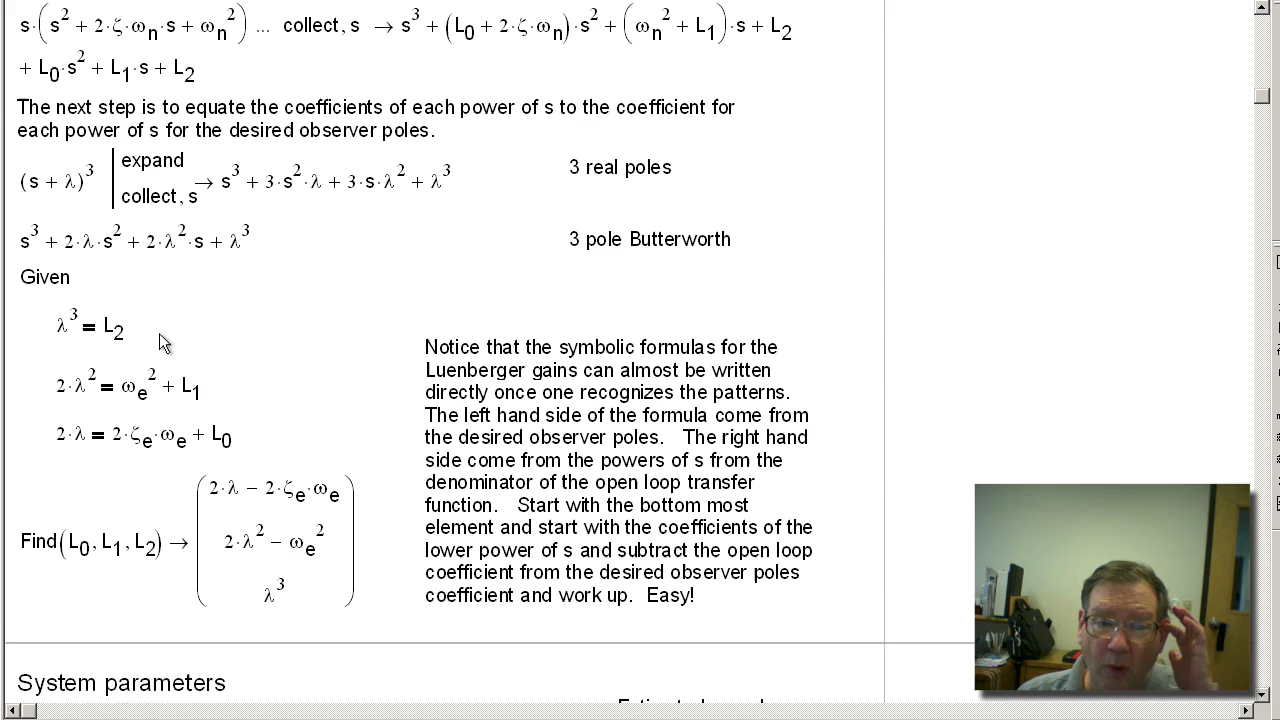 s·(s² + 2·ζ·ωₙ·s + ωₙ²) ... collect, s → s³ + (L₀ + 2·ζ·ωₙ)·s² + (ωₙ² + L₁)·s + L₂
+ L₀·s² + L₁·s + L₂
The next step is to equate the coefficients of each power of s to the coefficient for
each power of s for the desired observer poles.
(s + λ)³ | expand
collect, s → s³ + 3·s²·λ + 3·s·λ² + λ³ 3 real poles
s³ + 2·λ·s² + 2·λ²·s + λ³ 3 pole Butterworth
Given
λ³ = L₂
2·λ² = ωₑ² + L₁
2·λ = 2·ζₑ·ωₑ + L₀
Find(L₀, L₁, L₂) →
2·λ − 2·ζₑ·ωₑ
2·λ² − ωₑ²
λ³
Notice that the symbolic formulas for the
Luenberger gains can almost be written
directly once one recognizes the patterns.
The left hand side of the formula come from
the desired observer poles. The right hand
side come from the powers of s from the
denominator of the open loop transfer
function. Start with the bottom most
element and start with the coefficients of the
lower power of s and subtract the open loop
coefficient from the desired observer poles
coefficient and work up. Easy!
System parameters